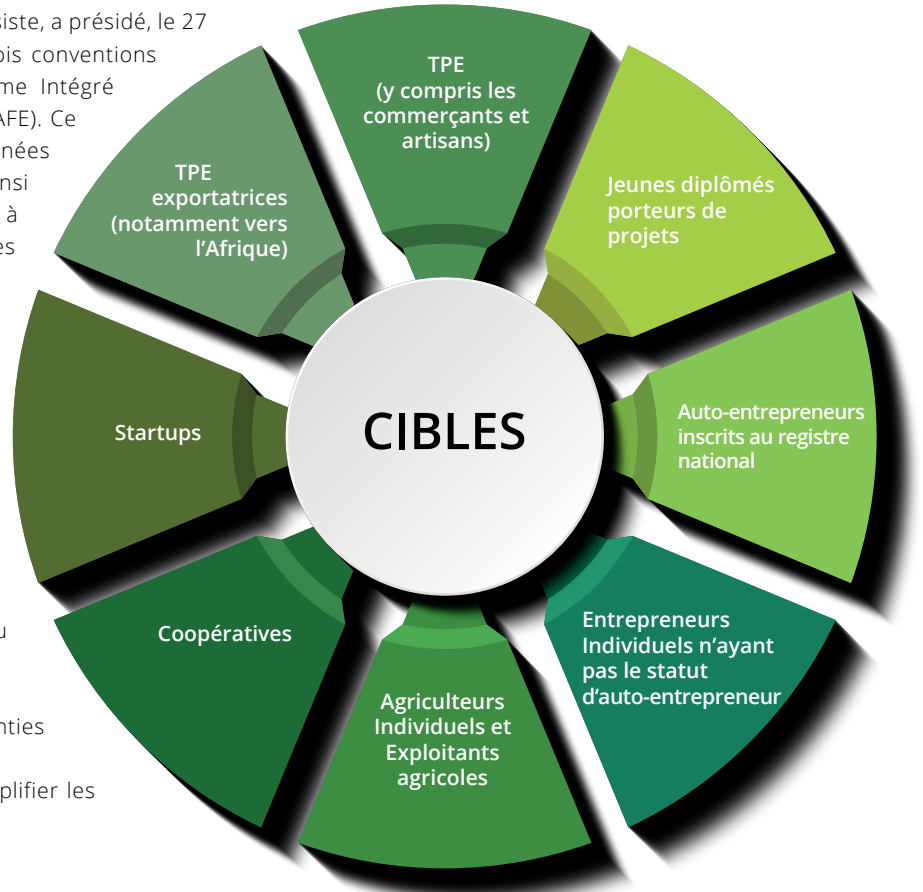 siste, a présidé, le 27
ois conventions
me Intégré
AFE). Ce
nées
nsi
à
es
u
nties
plifier les
CIBLES
TPE
(y compris les
commerçants et
artisans)
Jeunes diplômés
porteurs de
projets
Auto-entrepreneurs
inscrits au registre
national
Entrepreneurs
Individuels n’ayant
pas le statut
d’auto-entrepreneur
Agriculteurs
Individuels et
Exploitants
agricoles
Coopératives
Startups
TPE
exportatrices
(notamment vers
l’Afrique)